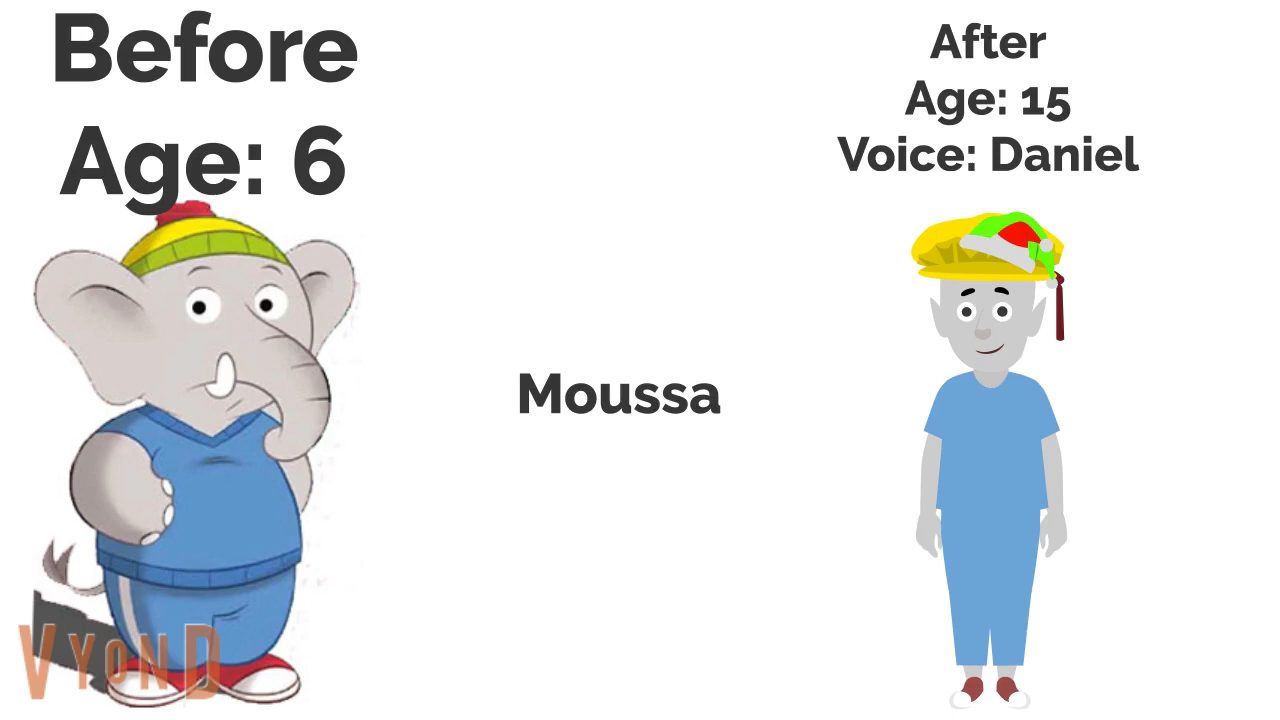 Before
Age: 6
After
Age: 15
Voice: Daniel
Moussa
VYOND